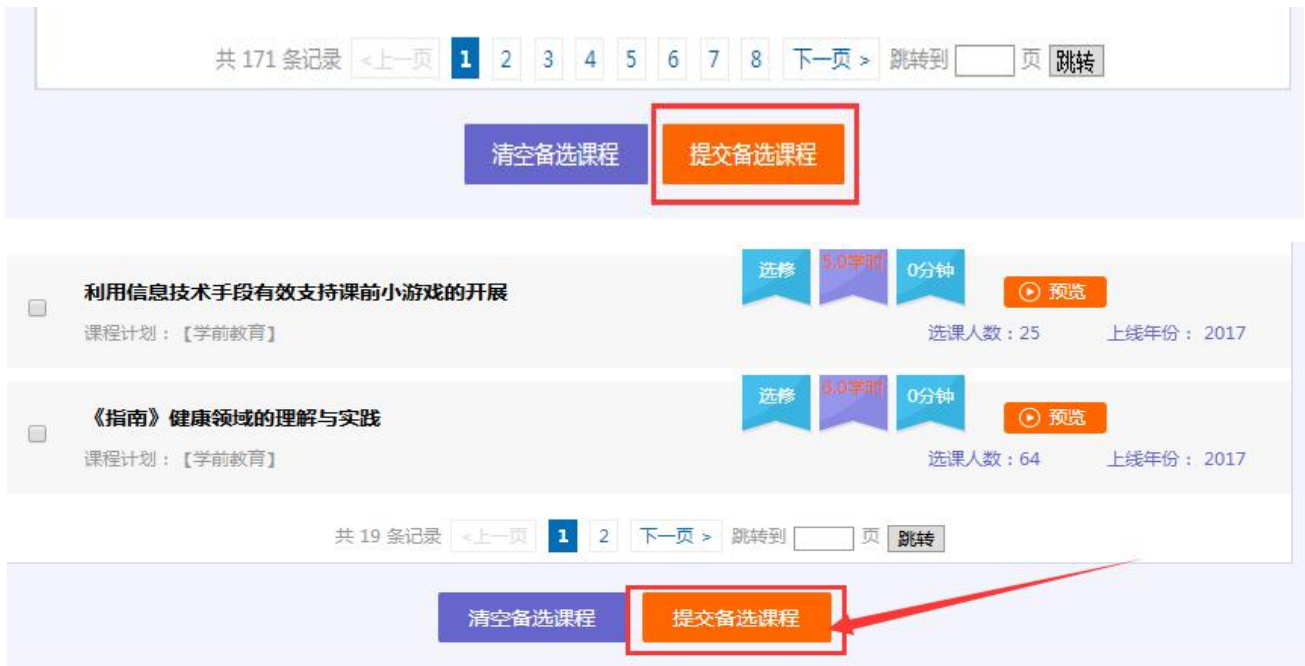 共 171 条记录 <上一页 1 2 3 4 5 6 7 8 下一页 > 跳转到 页 跳转
清空备选课程 提交备选课程
选修 5.0学时 0分钟
利用信息技术手段有效支持课前小游戏的开展 预览
课程计划：【学前教育】 选课人数：25 上线年份： 2017
选修 6.0学时 0分钟
《指南》健康领域的理解与实践 预览
课程计划：【学前教育】 选课人数：64 上线年份： 2017
共 19 条记录 <上一页 1 2 下一页 > 跳转到 页 跳转
清空备选课程 提交备选课程